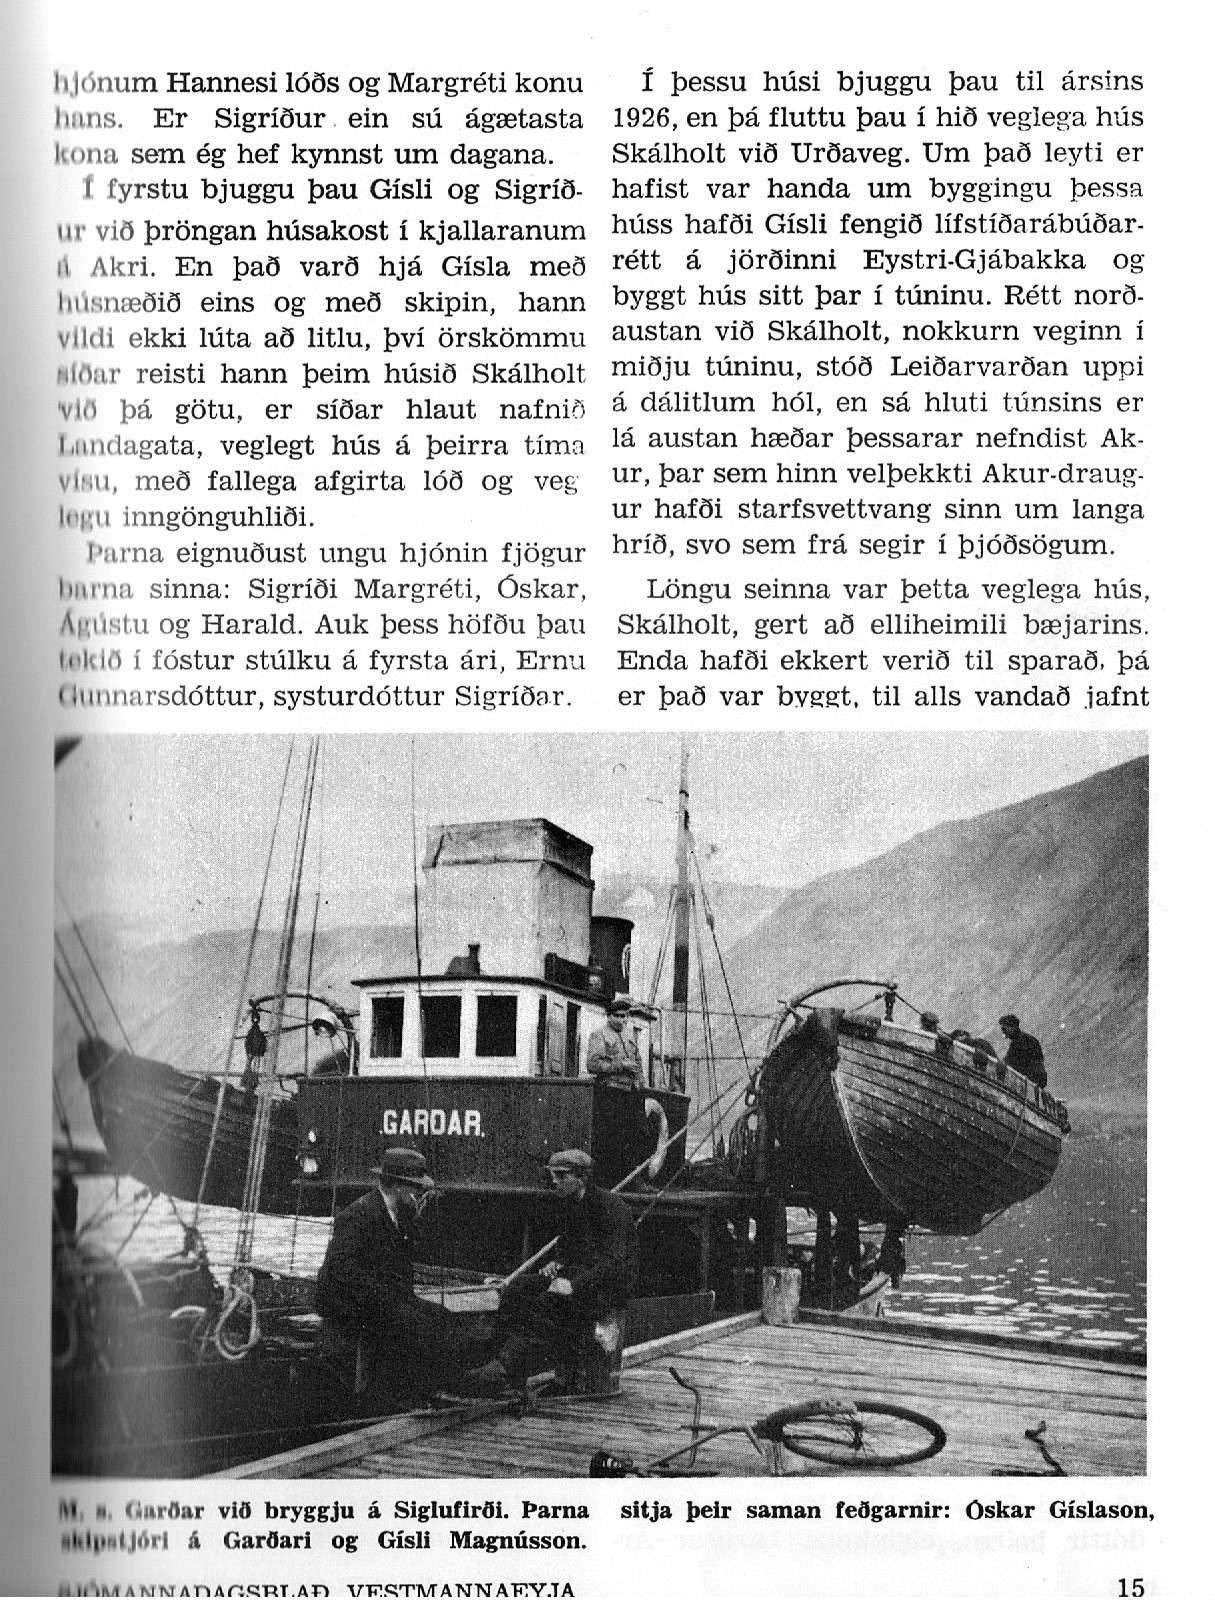 hjónum Hannesi lóðs og Margréti konu
hans. Er Sigríður ein sú ágætasta
kona sem ég hef kynnst um dagana.
Í fyrstu bjuggu þau Gísli og Sigríð-
ur við þröngan húsakost í kjallaranum
á Akri. En það varð hjá Gísla með
húsnæðið eins og með skipin, hann
vildi ekki lúta að litlu, því örskömmu
síðar reisti hann þeim húsið Skálholt
við þá götu, er síðar hlaut nafnið
Landagata, veglegt hús á þeirra tíma
vísu, með fallega afgirta lóð og veg
legu inngönguhliði.
Þarna eignuðust ungu hjónin fjögur
barna sinna: Sigríði Margréti, Óskar,
Ágústu og Harald. Auk þess höfðu þau
tekið í fóstur stúlku á fyrsta ári, Ernu
Gunnarsdóttur, systurdóttur Sigríðar.
Í þessu húsi bjuggu þau til ársins
1926, en þá fluttu þau í hið veglega hús
Skálholt við Urðaveg. Um það leyti er
hafist var handa um byggingu þessa
húss hafði Gísli fengið lífstíðarábúðar-
rétt á jörðinni Eystri-Gjábakka og
byggt hús sitt þar í túninu. Rétt norð-
austan við Skálholt, nokkurn veginn í
miðju túninu, stóð Leiðarvarðan uppi
á dálitlum hól, en sá hluti túnsins er
lá austan hæðar þessarar nefndist Ak-
ur, þar sem hinn velþekkti Akur-draug-
ur hafði starfsvettvang sinn um langa
hríð, svo sem frá segir í þjóðsögum.
Löngu seinna var þetta veglega hús,
Skálholt, gert að elliheimili bæjarins.
Enda hafði ekkert verið til sparað, þá
er það var byggt, til alls vandað jafnt
.GARÐAR.
M. s. Garðar við bryggju á Siglufirði. Þarna sitja þeir saman feðgarnir: Óskar Gíslason,
skipstjóri á Garðari og Gísli Magnússon.
SJÓMANNADAGSBLAÐ VESTMANNAEYJA 15